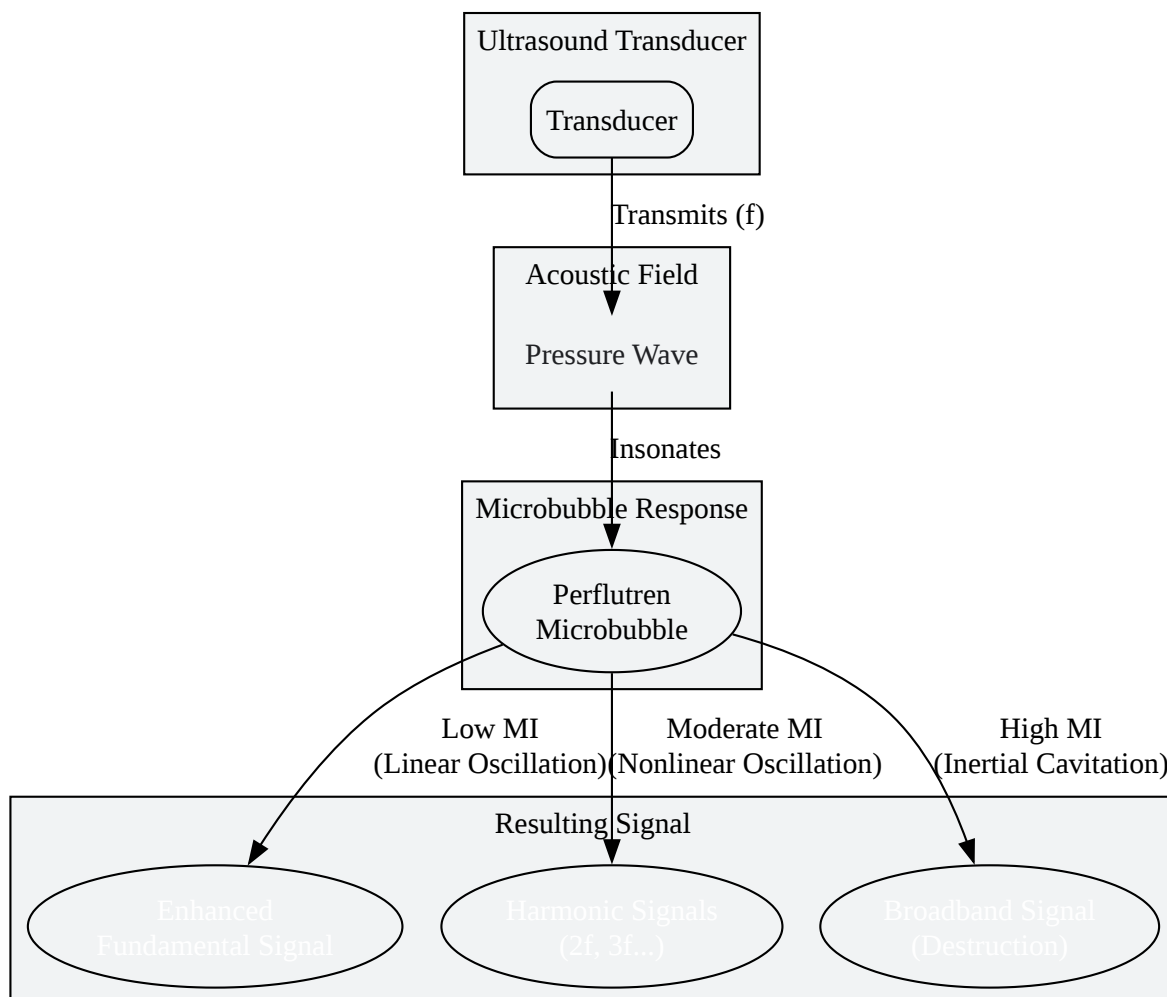 Ultrasound Transducer
Transducer
Transmits (f)
Acoustic Field
Pressure Wave
Insonates
Microbubble Response
Perflutren
Microbubble
Low MI
(Linear Oscillation)
Moderate MI
(Nonlinear Oscillation)
High MI
(Inertial Cavitation)
Resulting Signal
Enhanced
Fundamental Signal
Harmonic Signals
(2f, 3f...)
Broadband Signal
(Destruction)